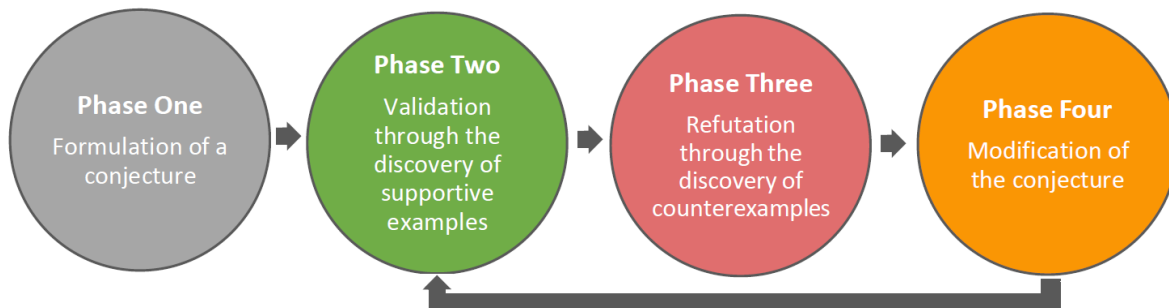 Phase One
Formulation of a
conjecture
Phase Two
Validation
through the
discovery of
supportive
examples
Phase Three
Refutation
through the
discovery of
counterexamples
Phase Four
Modification of
the conjecture